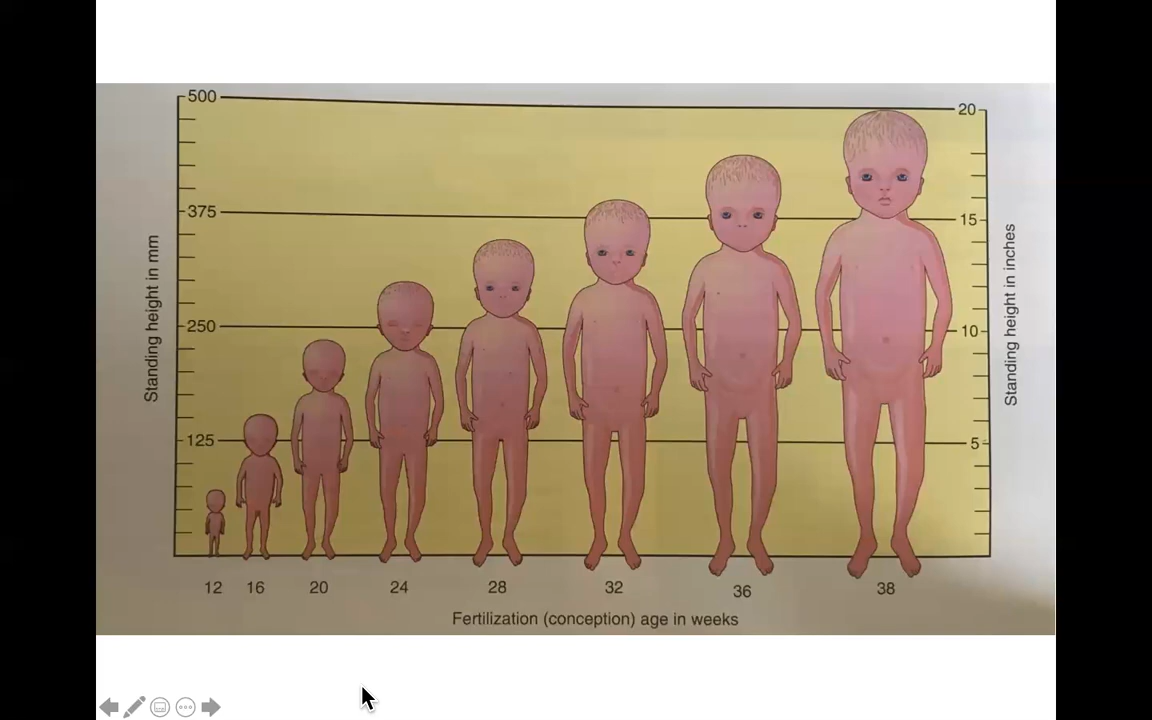 500
375
250
125
20
15
10
5
Standing height in mm
Standing height in inches
12 16 20 24 28 32 36 38
Fertilization (conception) age in weeks